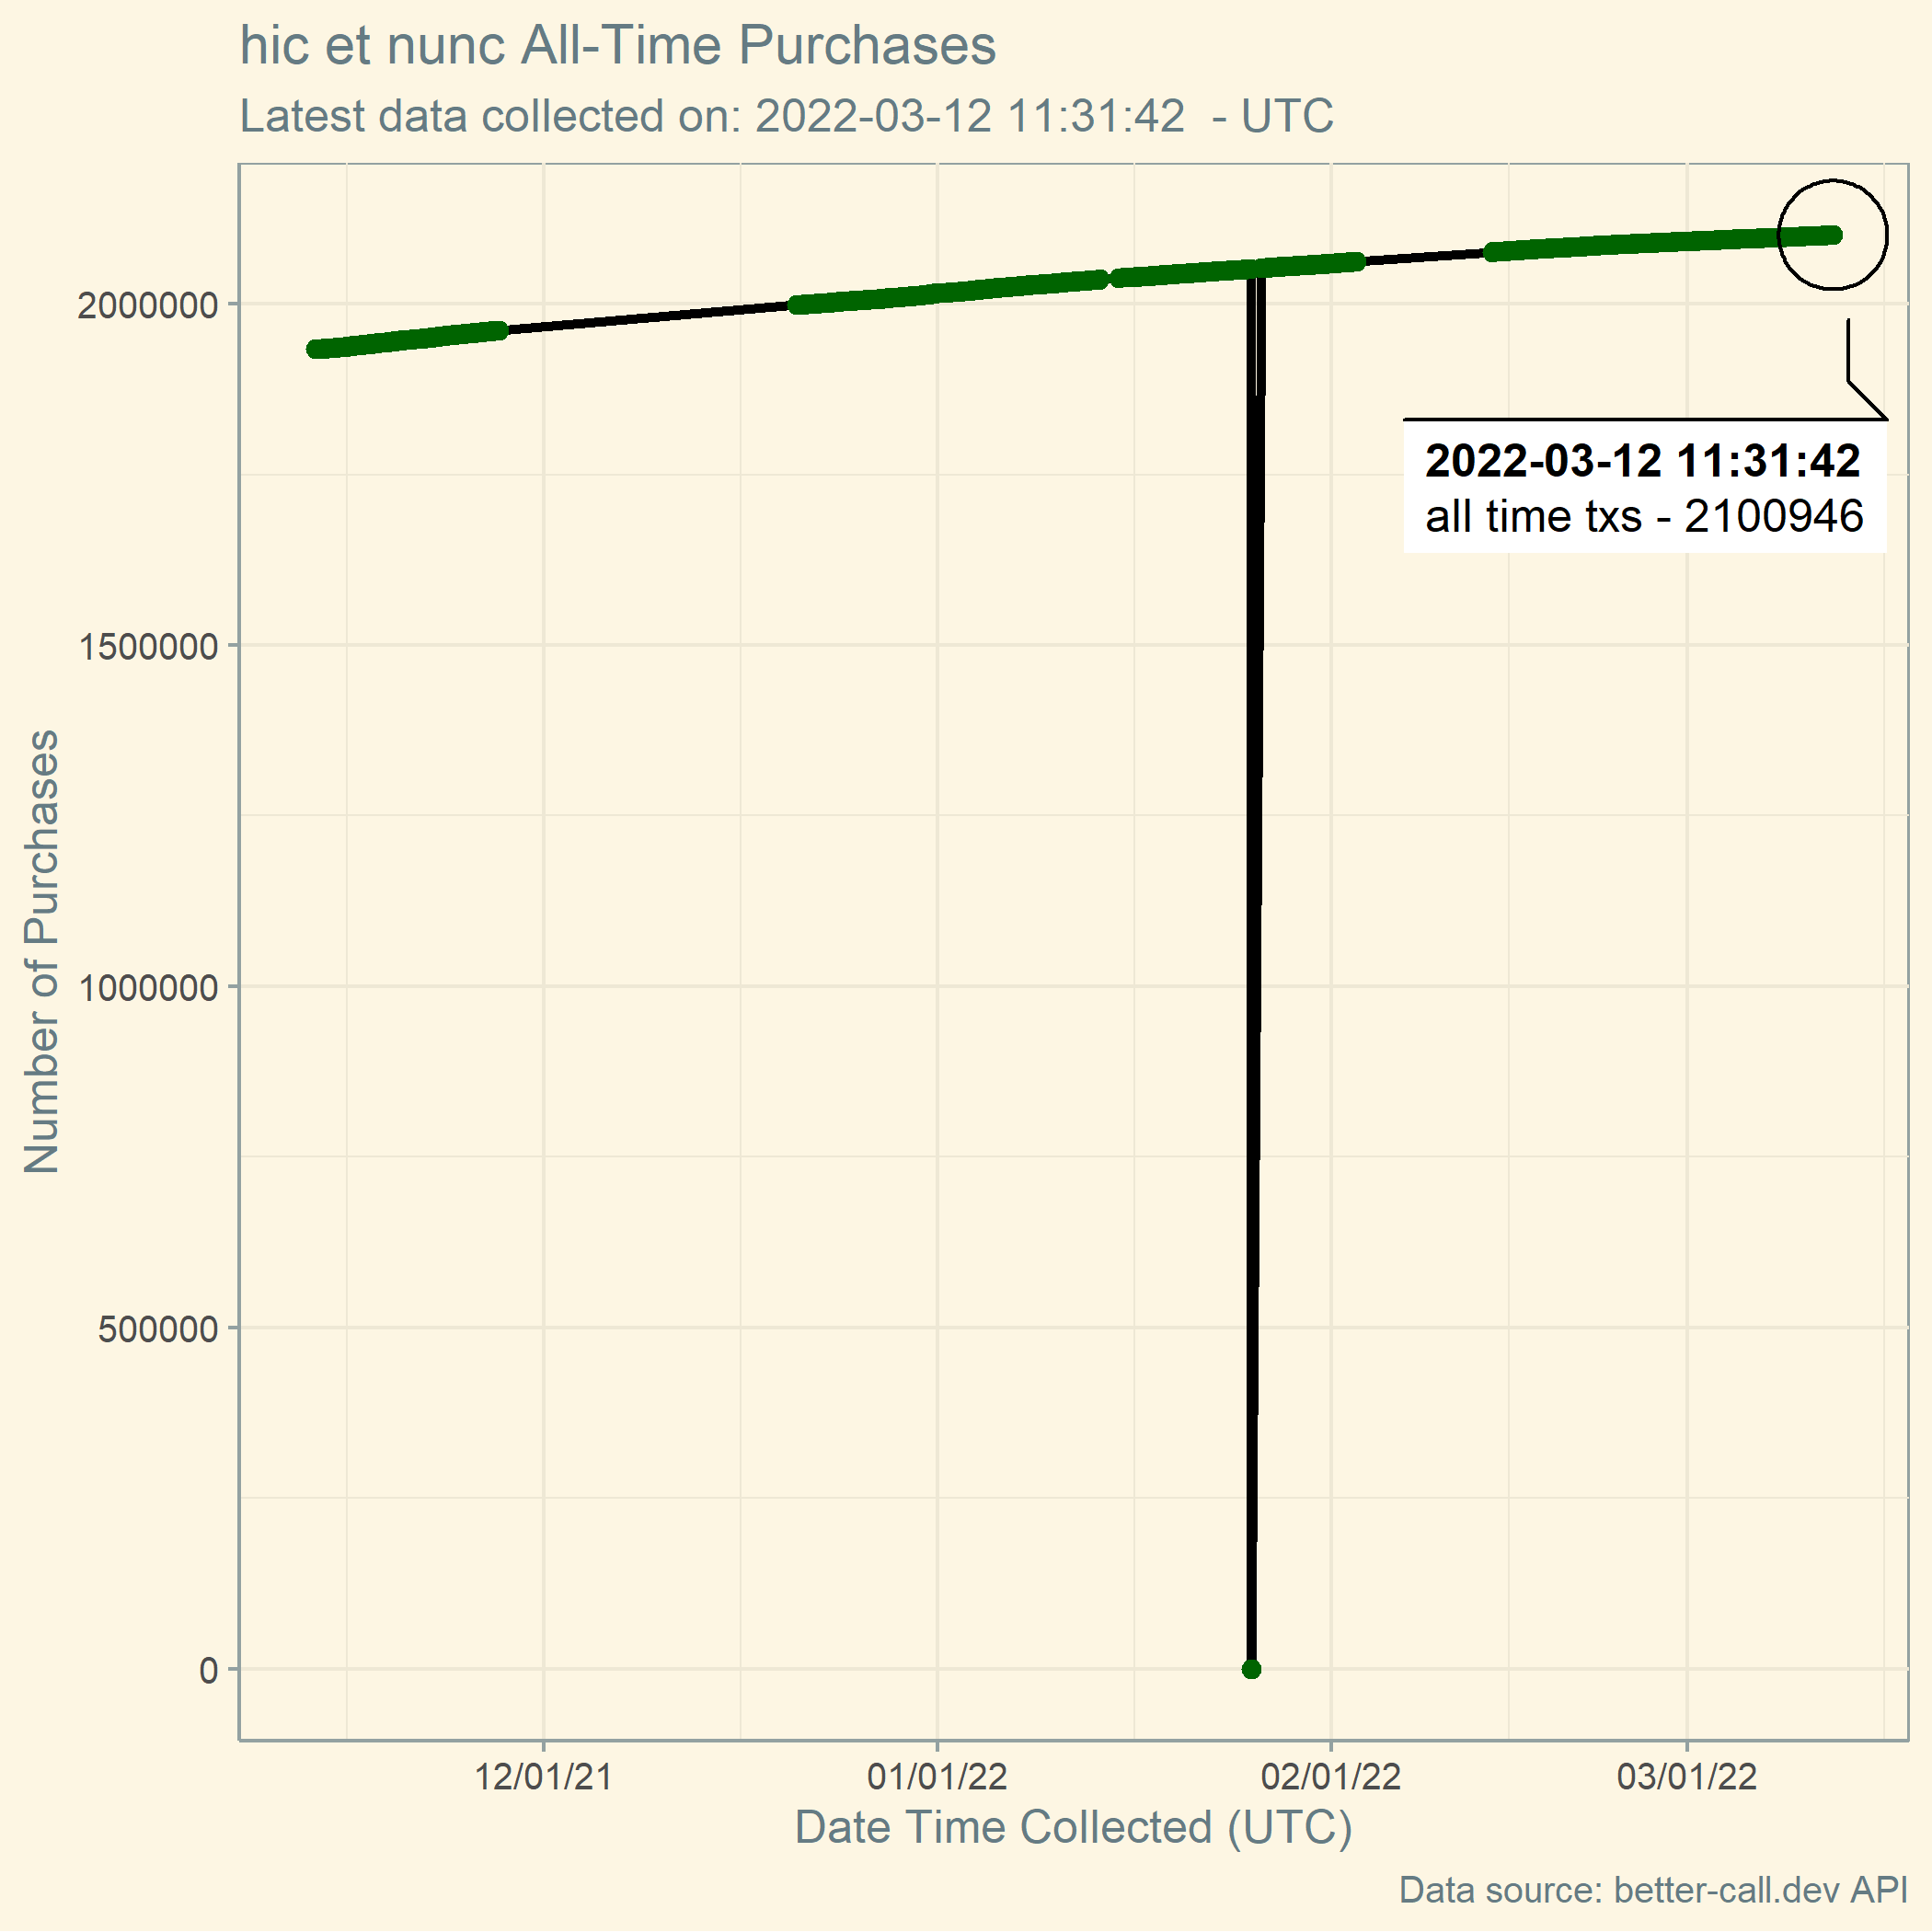 hic et nunc All-Time Purchases
Latest data collected on: 2022-03-12 11:31:42  - UTC
2022-03-12 11:31:42
all time txs - 2100946
Number of Purchases
2000000
1500000
1000000
500000
0
12/01/21
01/01/22
02/01/22
03/01/22
Date Time Collected (UTC)
Data source: better-call.dev API